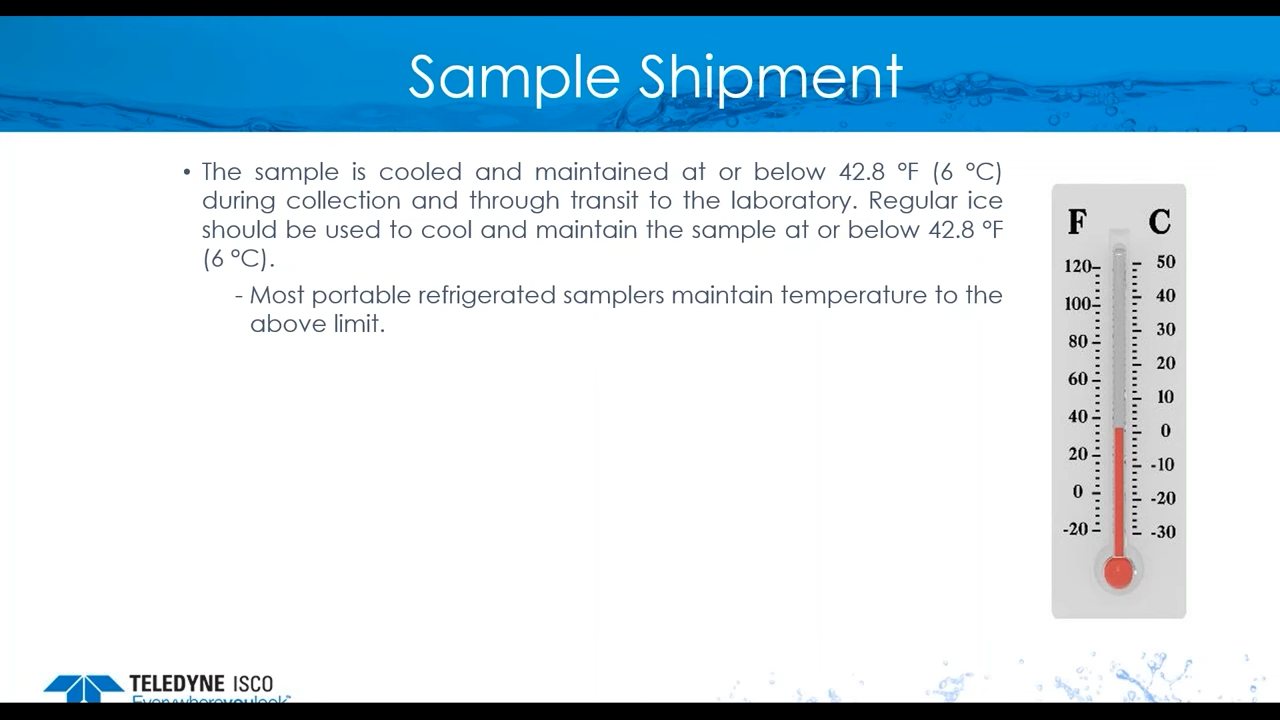 Sample Shipment
• The sample is cooled and maintained at or below 42.8 °F (6 °C)
during collection and through transit to the laboratory. Regular ice
should be used to cool and maintain the sample at or below 42.8 °F
(6 °C).
- Most portable refrigerated samplers maintain temperature to the
above limit.
F C
120 50
100 40
80 30
60 20
40 10
20 0
0 -10
-20 -20
-30
TELEDYNE ISCO
Everywhereyoulook™